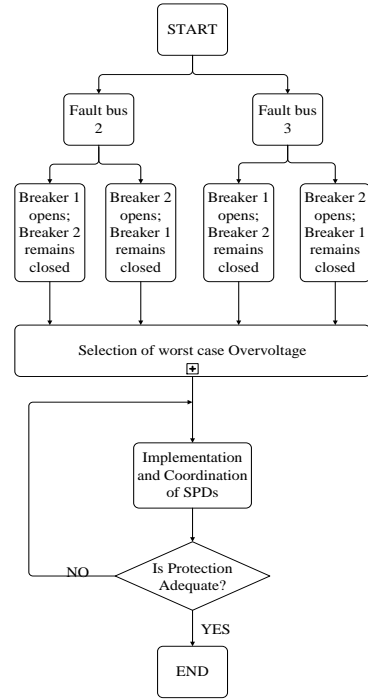 START
Fault bus
2
Fault bus
3
Breaker 1
opens;
Breaker 2
remains
closed
Breaker 2
opens;
Breaker 1
remains
closed
Breaker 1
opens;
Breaker 2
remains
closed
Breaker 2
opens;
Breaker 1
remains
closed
Selection of worst case Overvoltage
Implementation
and Coordination
of SPDs
Is Protection
Adequate?
NO
YES
END